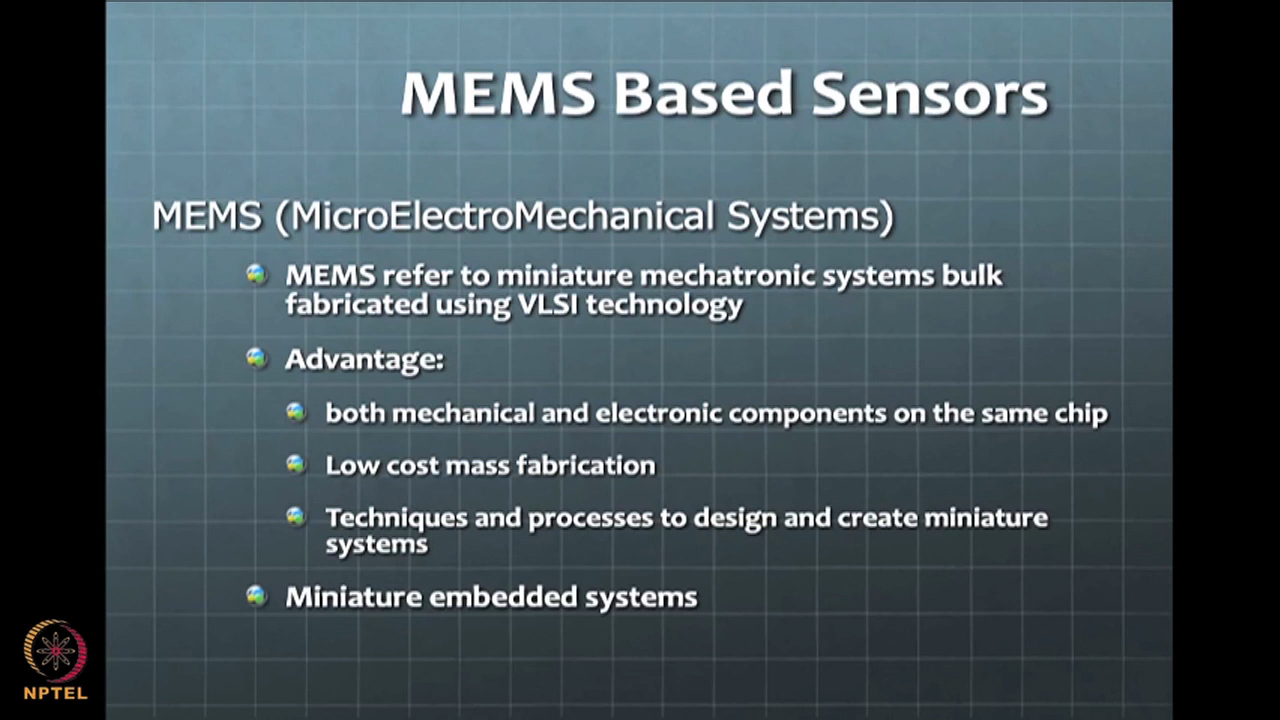 MEMS Based Sensors
MEMS (MicroElectroMechanical Systems)
MEMS refer to miniature mechatronic systems bulk
fabricated using VLSI technology
Advantage:
both mechanical and electronic components on the same chip
Low cost mass fabrication
Techniques and processes to design and create miniature
systems
Miniature embedded systems
NPTEL